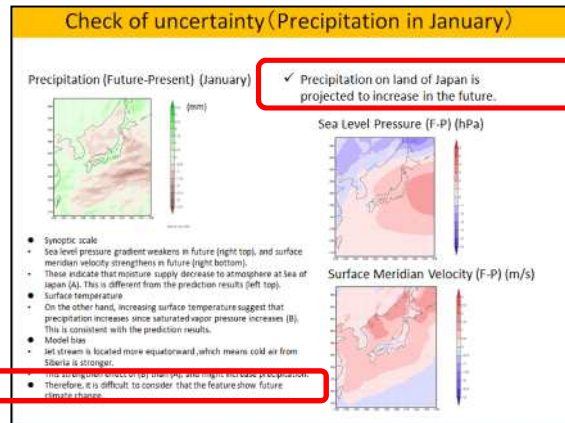 Check of uncertainty(Precipitation in January)
Precipitation (Future-Present) (January)
(mm)
✓ Precipitation on land of Japan is
projected to increase in the future.
Sea Level Pressure (F-P) (hPa)
● Synoptic scale
• Sea level pressure gradient weakens in future (right top), and surface
meridian velocity strengthens in future (right bottom).
• These indicate that moisture supply decrease to atmosphere at Sea of
Japan (A). This is different from the prediction results (left top).
● Surface temperature
• On the other hand, increasing surface temperature suggest that
precipitation increases since saturated vapor pressure increases (B).
This is consistent with the prediction results.
● Model bias
• Jet stream is located more equatorward ,which means cold air from
Siberia is stronger.
• This strengthen effect of (B) than (A), and might increase precipitation.
● Therefore, it is difficult to consider that the feature show future
climate change.
Surface Meridian Velocity (F-P) (m/s)